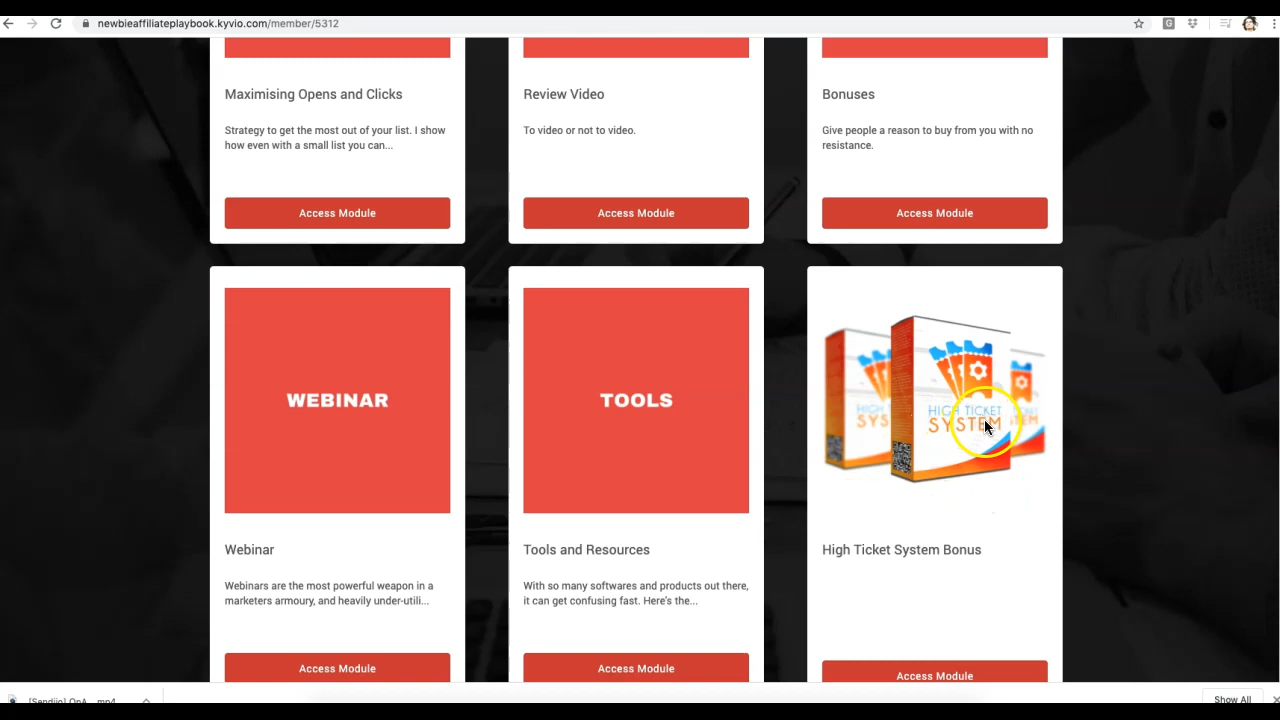 newbieaffiliateplaybook.kyvio.com/member/5312
Maximising Opens and Clicks
Strategy to get the most out of your list. I show
how even with a small list you can...
Access Module
Review Video
To video or not to video.
Access Module
Bonuses
Give people a reason to buy from you with no
resistance.
Access Module
WEBINAR
Webinar
Webinars are the most powerful weapon in a
marketers armoury, and heavily under-utili...
Access Module
TOOLS
Tools and Resources
With so many softwares and products out there,
it can get confusing fast. Here's the...
Access Module
HIGH TICKET
SYSTEM
High Ticket System Bonus
Access Module
Show All